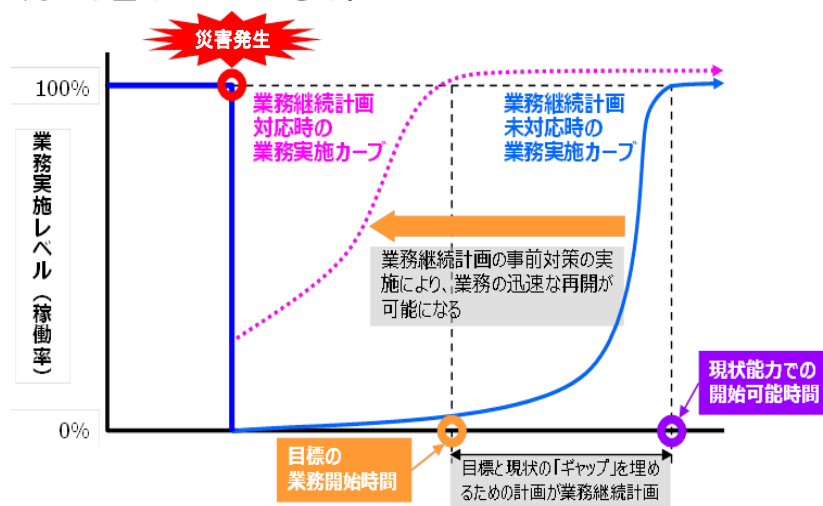 災害発生
100%
業務継続計画
対応時の
業務実施カーブ
業務継続計画
未対応時の
業務実施カーブ
業務実施レベル（稼働率）
業務継続計画の事前対策の実
施により、業務の迅速な再開が
可能になる
現状能力での
開始可能時間
0%
目標の
業務開始時間
目標と現状の「ギャップ」を埋め
るための計画が業務継続計画